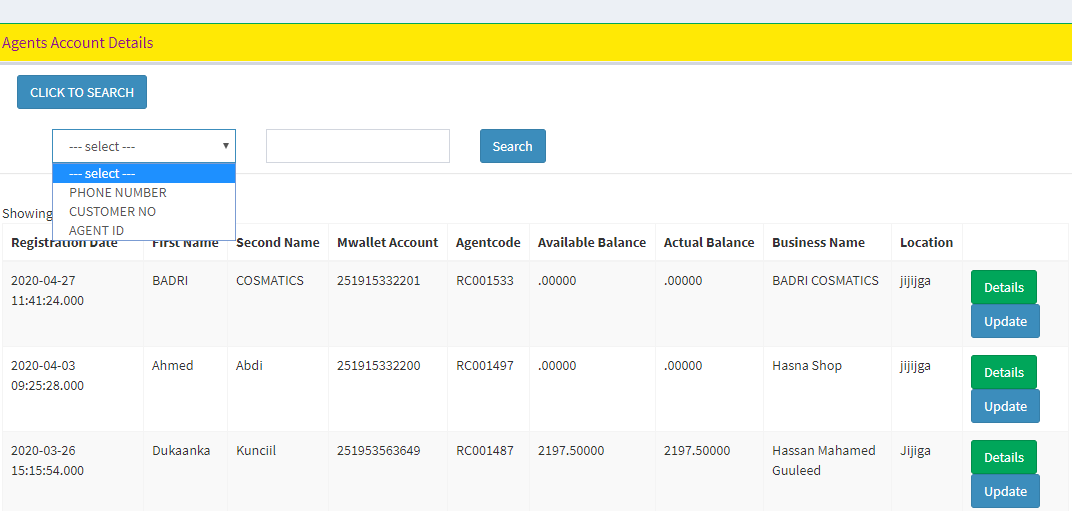 Agents Account Details
CLICK TO SEARCH
--- select ---
Search
--- select ---
PHONE NUMBER
CUSTOMER NO
AGENT ID
Showing
Registration Date First Name Second Name Mwallet Account Agentcode Available Balance Actual Balance Business Name Location
2020-04-27 BADRI COSMATICS 251915332201 RC001533 .00000 .00000 BADRI COSMATICS jijijga Details
11:41:24.000
Update
2020-04-03 Ahmed Abdi 251915332200 RC001497 .00000 .00000 Hasna Shop jijijga Details
09:25:28.000
Update
2020-03-26 Dukaanka Kunciil 251953563649 RC001487 2197.50000 2197.50000 Hassan Mahamed Jijiga Details
15:15:54.000 Guuleed
Update